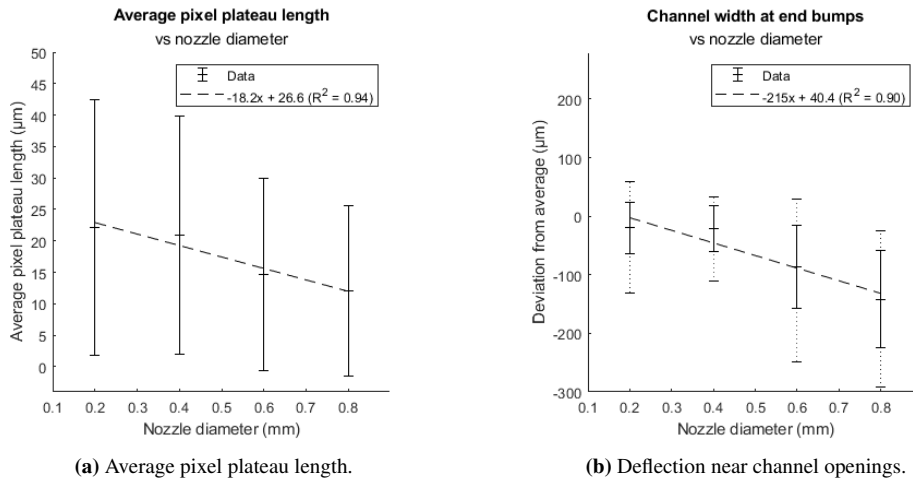 Average pixel plateau length
vs nozzle diameter
Data
-18.2x + 26.6 (R² = 0.94)
Average pixel plateau length (μm)
50
45
40
35
30
25
20
15
10
5
0
0.1 0.2 0.3 0.4 0.5 0.6 0.7 0.8
Nozzle diameter (mm)
(a) Average pixel plateau length.
Channel width at end bumps
vs nozzle diameter
Data
-215x + 40.4 (R² = 0.90)
Deviation from average (μm)
200
100
0
-100
-200
-300
0.1 0.2 0.3 0.4 0.5 0.6 0.7 0.8
Nozzle diameter (mm)
(b) Deflection near channel openings.